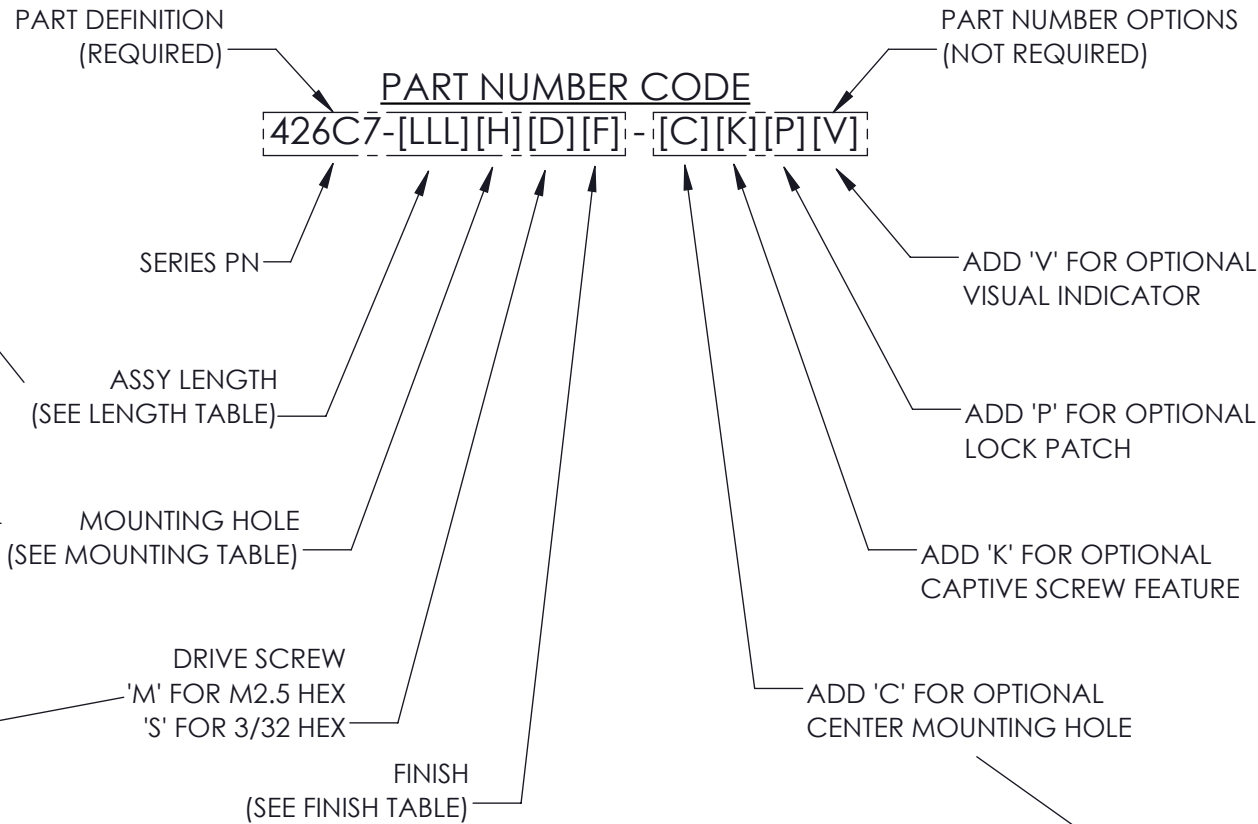 PART DEFINITION
(REQUIRED)
PART NUMBER OPTIONS
(NOT REQUIRED)
PART NUMBER CODE
426C7-[LLL][H][D][F] - [C][K][P][V]
SERIES PN
ADD 'V' FOR OPTIONAL
VISUAL INDICATOR
ASSY LENGTH
(SEE LENGTH TABLE)
ADD 'P' FOR OPTIONAL
LOCK PATCH
MOUNTING HOLE
(SEE MOUNTING TABLE)
ADD 'K' FOR OPTIONAL
CAPTIVE SCREW FEATURE
DRIVE SCREW
'M' FOR M2.5 HEX
'S' FOR 3/32 HEX
ADD 'C' FOR OPTIONAL
CENTER MOUNTING HOLE
FINISH
(SEE FINISH TABLE)